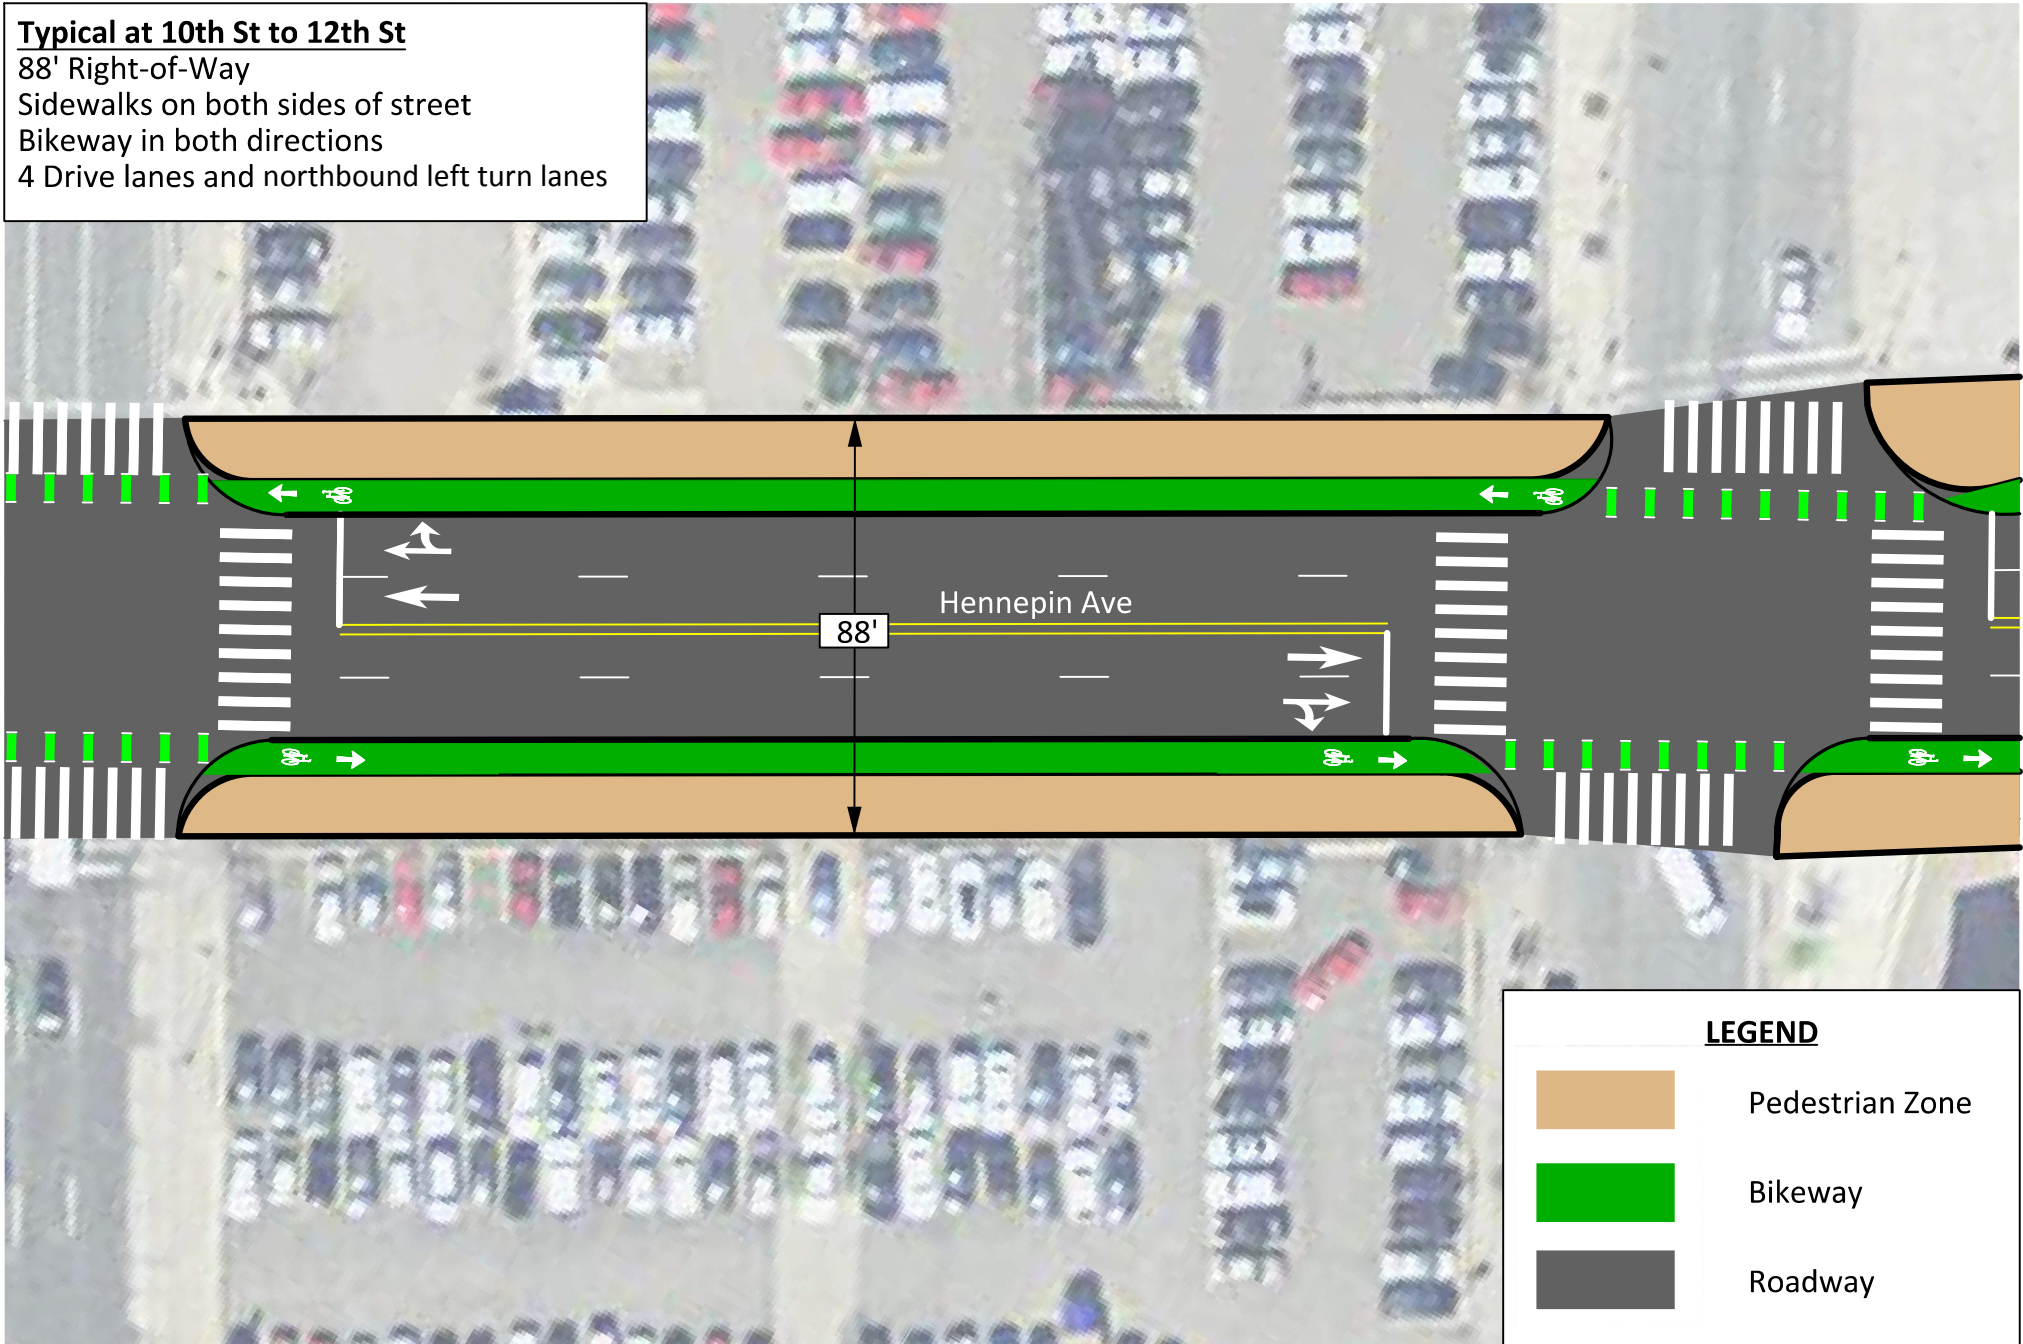 Typical at 10th St to 12th St
88' Right-of-Way
Sidewalks on both sides of street
Bikeway in both directions
4 Drive lanes and northbound left turn lanes
Hennepin Ave
88'
LEGEND
Pedestrian Zone
Bikeway
Roadway